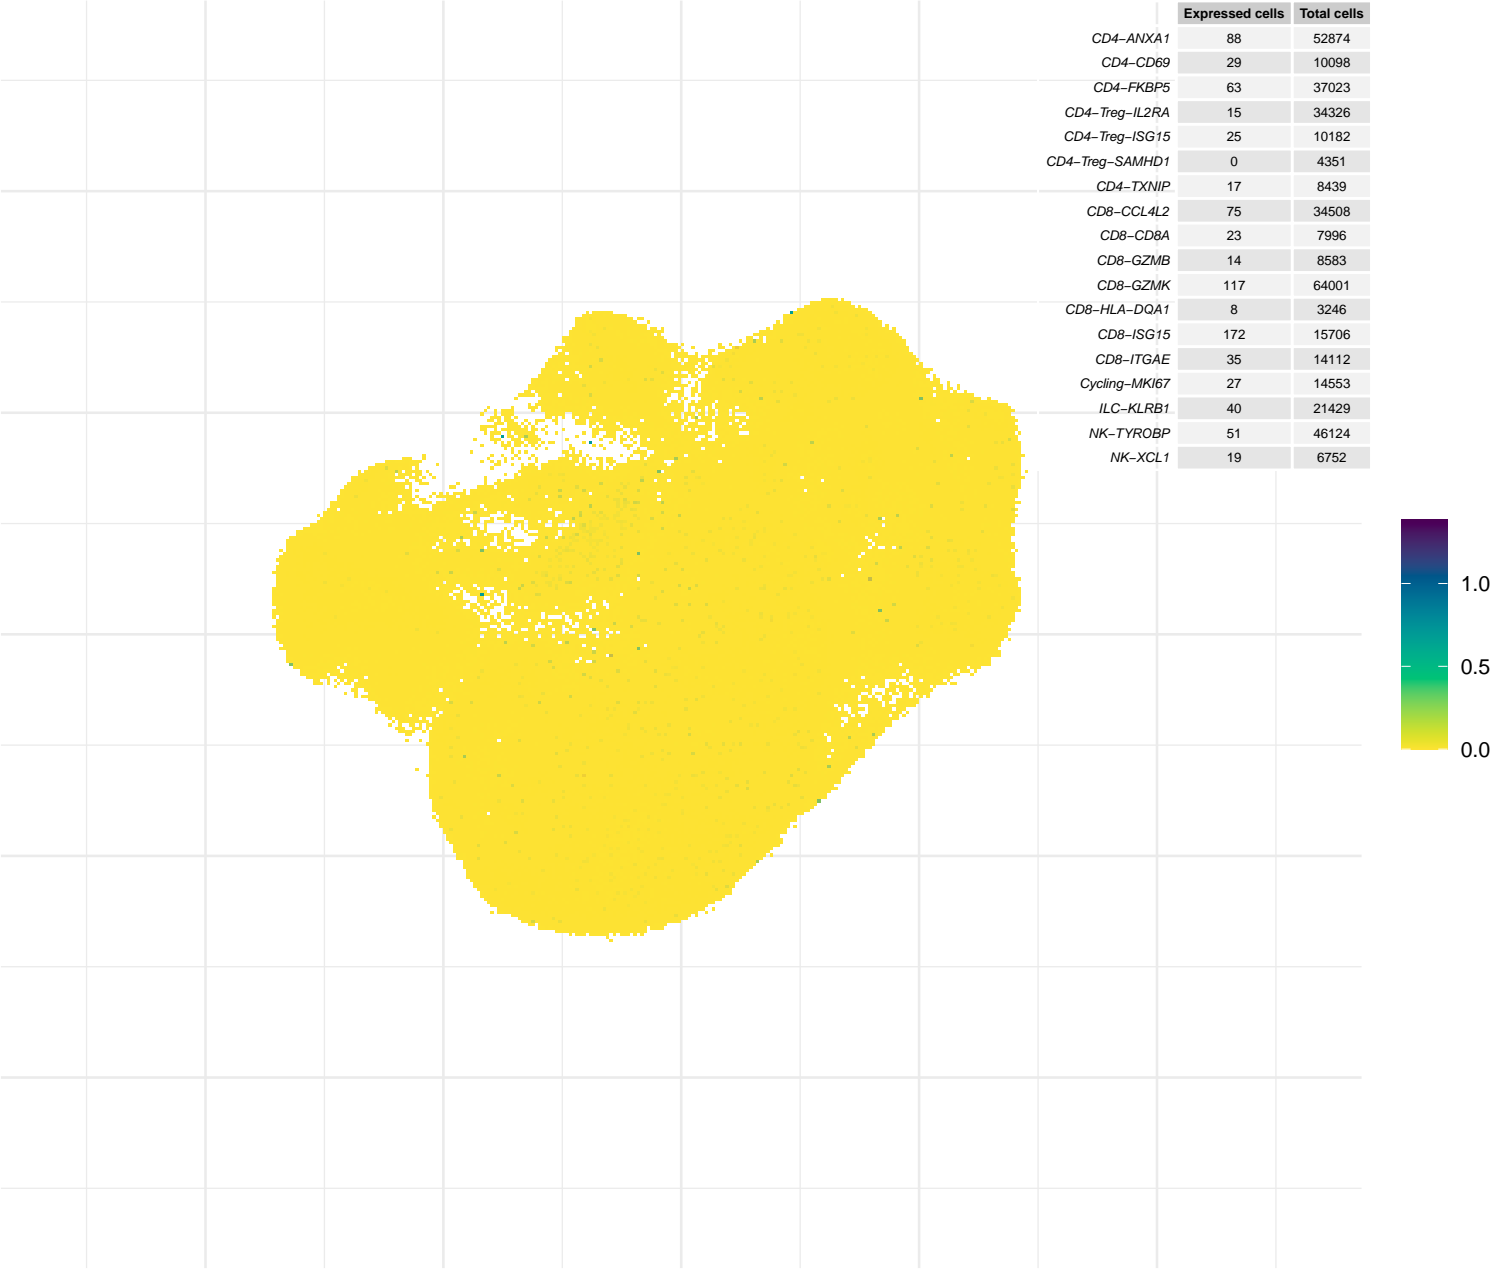 Expressed cells Total cells
CD4−ANXA1 88 52874
CD4−CD69 29 10098
CD4−FKBP5 63 37023
CD4−Treg−IL2RA 15 34326
CD4−Treg−ISG15 25 10182
CD4−Treg−SAMHD1 0 4351
CD4−TXNIP 17 8439
CD8−CCL4L2 75 34508
CD8−CD8A 23 7996
CD8−GZMB 14 8583
CD8−GZMK 117 64001
CD8−HLA−DQA1 8 3246
CD8−ISG15 172 15706
CD8−ITGAE 35 14112
Cycling−MKI67 27 14553
ILC−KLRB1 40 21429
NK−TYROBP 51 46124
NK−XCL1 19 6752
1.0
0.5
0.0